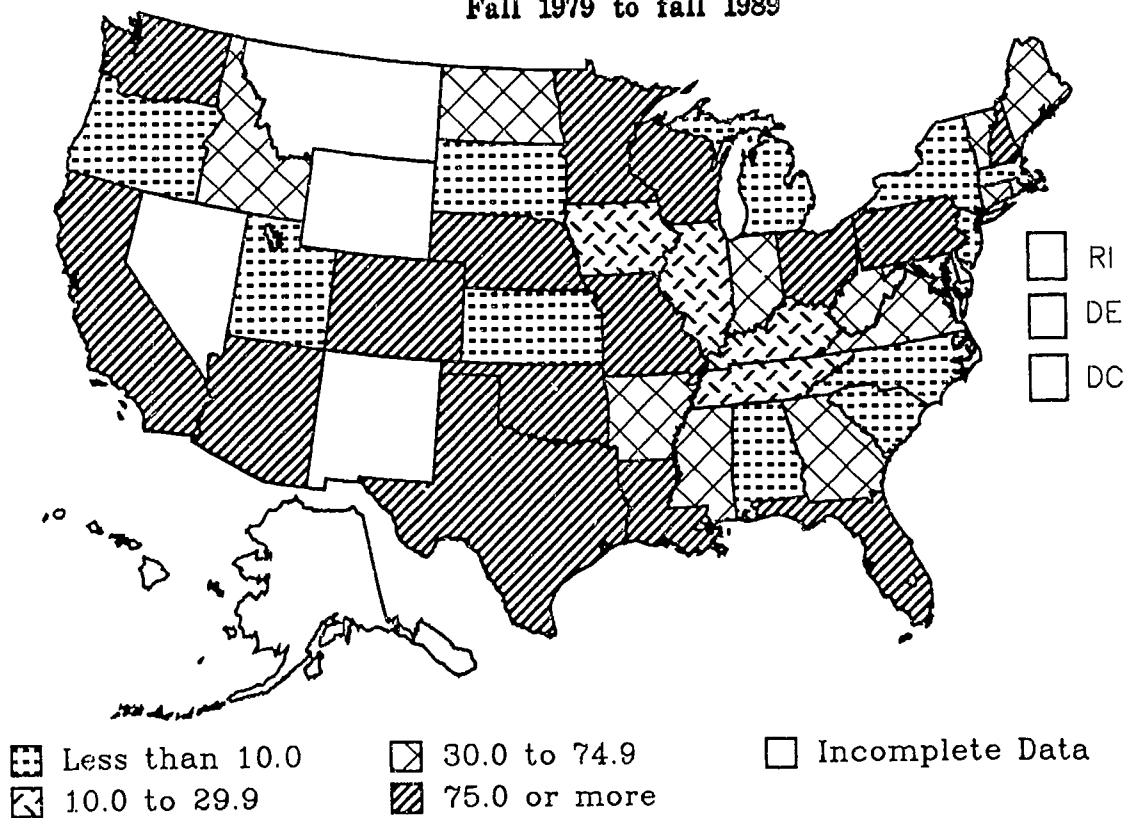 Fall 1979 to fall 1989
RI
DE
DC
Less than 10.0
30.0 to 74.9
Incomplete Data
10.0 to 29.9
75.0 or more